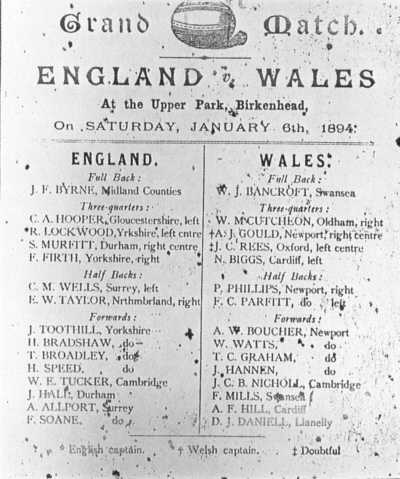 Grand Match.
ENGLAND v. WALES
At the Upper Park, Birkenhead,
On SATURDAY, JANUARY 6th, 1894.
ENGLAND.
Full Back:
J. F. BYRNE, Midland Counties
Three-quarters:
C. A. HOOPER, Gloucestershire, left
*R. LOCKWOOD, Yrkshire, left cntre
S. MURFITT, Durham, right centre
F. FIRTH, Yorkshire, right
Half Backs:
C. M. WELLS, Surrey, left
E. W. TAYLOR, Nrthmbrland, right
Forwards:
J. TOOTHILL, Yorkshire
H. BRADSHAW, do
T. BROADLEY, do
H. SPEED, do
W. E. TUCKER, Cambridge
J. HALL, Durham
A. ALLPORT, Surrey
F. SOANE, do
WALES.
Full Back:
W. J. BANCROFT, Swansea
Three-quarters:
W. McCUTCHEON, Oldham, right
†A. J. GOULD, Newport, right centre
‡J. C. REES, Oxford, left centre
N. BIGGS, Cardiff, left
Half Backs:
P. PHILLIPS, Newport, right
F. C. PARFITT, do left
Forwards:
A. W. BOUCHER, Newport
W. WATTS, do
T. C. GRAHAM, do
J. HANNEN, do
J. C. B. NICHOLL, Cambridge
F. MILLS, Swansea
A. F. HILL, Cardiff
D. J. DANIELL, Llanelly
* English captain. † Welsh captain. ‡ Doubtful